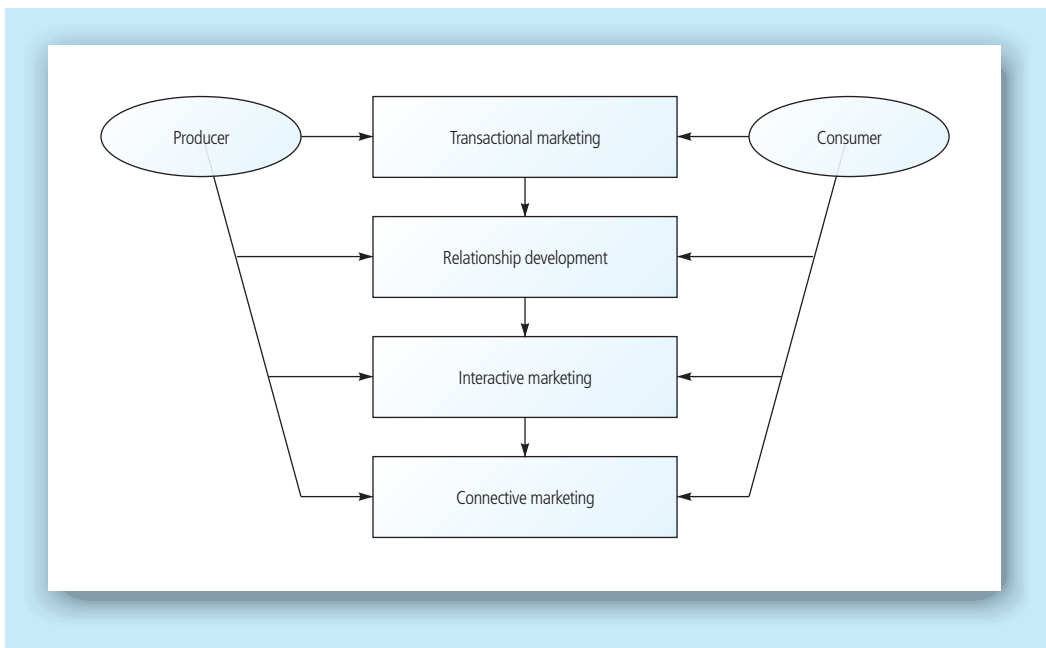 Producer
Transactional marketing
Consumer
Relationship development
Interactive marketing
Connective marketing